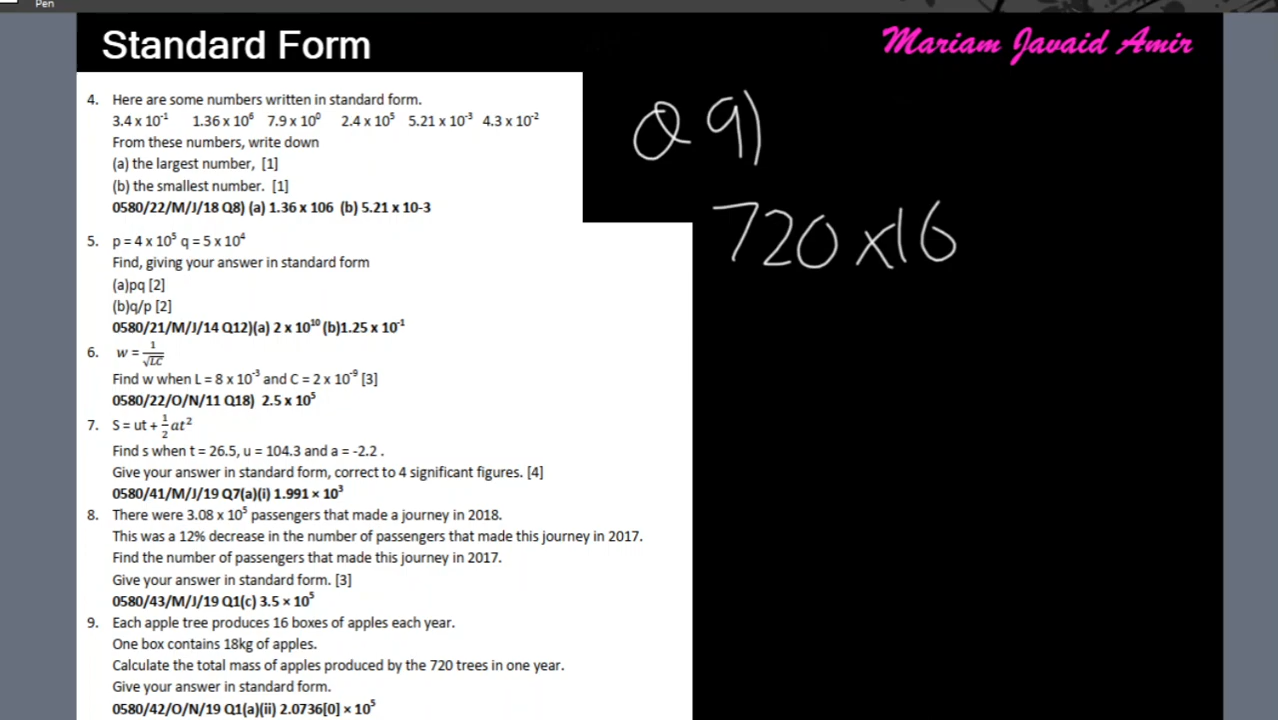 Pen
Standard Form
Mariam Javaid Amir
4. Here are some numbers written in standard form.
3.4 x 10⁻¹ 1.36 x 10⁶ 7.9 x 10⁰ 2.4 x 10⁵ 5.21 x 10⁻³ 4.3 x 10⁻²
From these numbers, write down
(a) the largest number, [1]
(b) the smallest number. [1]
0580/22/M/J/18 Q8) (a) 1.36 x 106 (b) 5.21 x 10-3
5. p = 4 x 10⁵ q = 5 x 10⁴
Find, giving your answer in standard form
(a)pq [2]
(b)q/p [2]
0580/21/M/J/14 Q12)(a) 2 x 10¹⁰ (b)1.25 x 10⁻¹
6. w = 1/√LC
Find w when L = 8 x 10⁻³ and C = 2 x 10⁻⁹ [3]
0580/22/O/N/11 Q18) 2.5 x 10⁵
7. S = ut + 1/2 at²
Find s when t = 26.5, u = 104.3 and a = -2.2 .
Give your answer in standard form, correct to 4 significant figures. [4]
0580/41/M/J/19 Q7(a)(i) 1.991 × 10³
8. There were 3.08 x 10⁵ passengers that made a journey in 2018.
This was a 12% decrease in the number of passengers that made this journey in 2017.
Find the number of passengers that made this journey in 2017.
Give your answer in standard form. [3]
0580/43/M/J/19 Q1(c) 3.5 × 10⁵
9. Each apple tree produces 16 boxes of apples each year.
One box contains 18kg of apples.
Calculate the total mass of apples produced by the 720 trees in one year.
Give your answer in standard form.
0580/42/O/N/19 Q1(a)(ii) 2.0736[0] × 10⁵
Q 9)
720 x 16